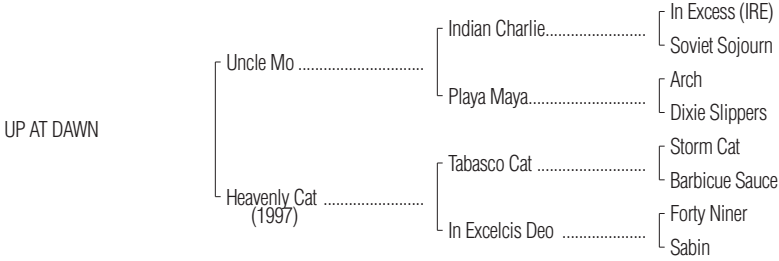 In Excess (IRE)
Indian Charlie..........................
Soviet Sojourn
Uncle Mo ...............................
Arch
Playa Maya..............................
Dixie Slippers
UP AT DAWN
Storm Cat
Tabasco Cat ...........................
Barbicue Sauce
Heavenly Cat .........................
(1997)
Forty Niner
In Excelcis Deo .....................
Sabin